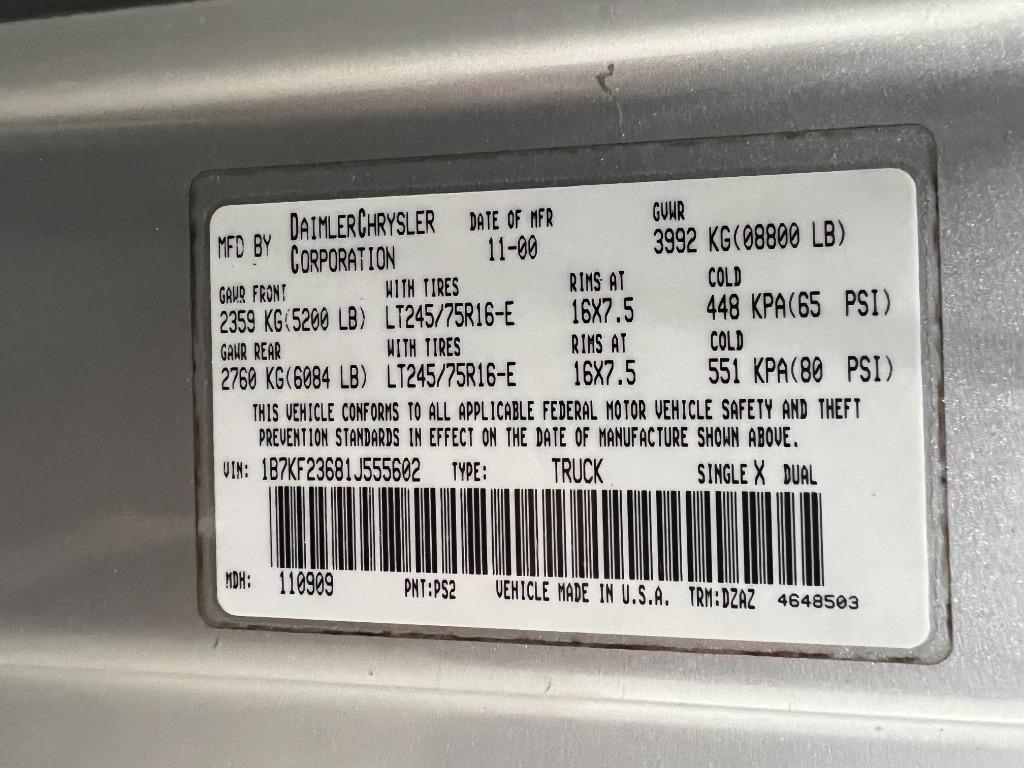 MFD BY DAIMLERCHRYSLER CORPORATION DATE OF MFR 11-00 GVWR 3992 KG(08800 LB)
GAWR FRONT WITH TIRES RIMS AT COLD
2359 KG(5200 LB) LT245/75R16-E 16X7.5 448 KPA(65 PSI)
GAWR REAR WITH TIRES RIMS AT COLD
2760 KG(6084 LB) LT245/75R16-E 16X7.5 551 KPA(80 PSI)
THIS VEHICLE CONFORMS TO ALL APPLICABLE FEDERAL MOTOR VEHICLE SAFETY AND THEFT
PREVENTION STANDARDS IN EFFECT ON THE DATE OF MANUFACTURE SHOWN ABOVE.
VIN: 1B7KF23681J555602 TYPE: TRUCK SINGLE X DUAL
MDH: 110909 PNT:PS2 VEHICLE MADE IN U.S.A. TRM:DZAZ 4648503